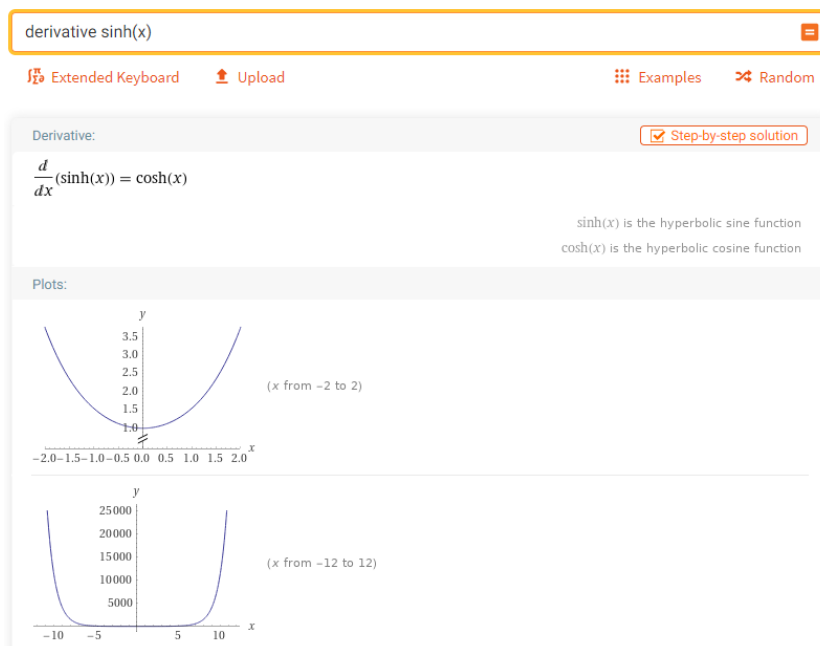 derivative sinh(x)
Extended Keyboard Upload Examples Random
Derivative: Step-by-step solution
d/dx (sinh(x)) = cosh(x)
sinh(x) is the hyperbolic sine function
cosh(x) is the hyperbolic cosine function
Plots:
y
3.5
3.0
2.5
2.0
1.5
1.0
(x from −2 to 2)
x
−2.0−1.5−1.0−0.5 0.0 0.5 1.0 1.5 2.0
y
25000
20000
15000
10000
5000
(x from −12 to 12)
x
−10 −5 5 10